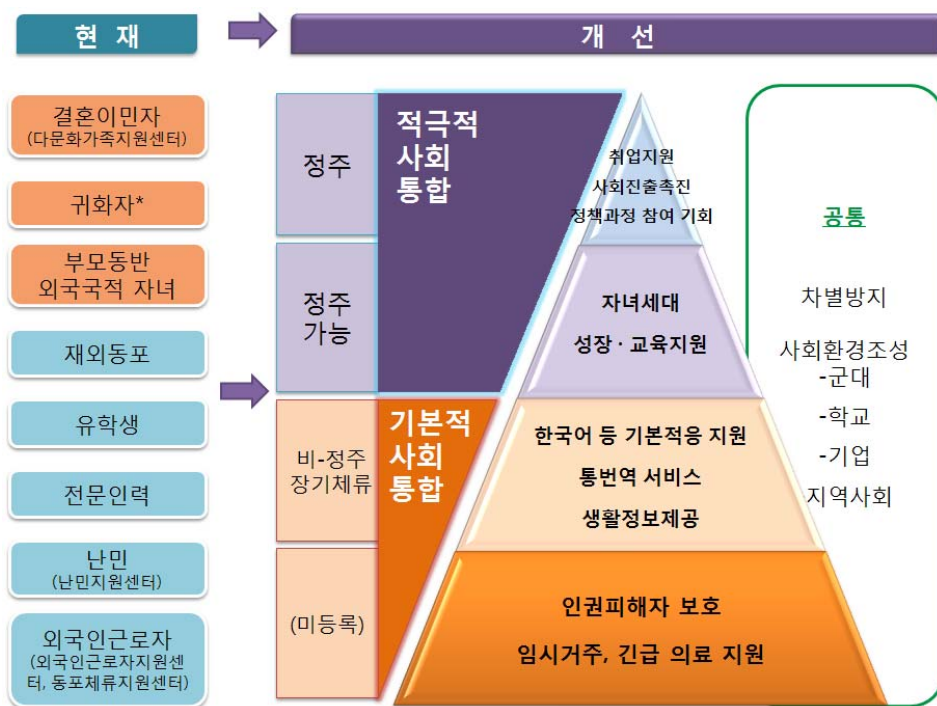 현 재
개 선
결혼이민자
(다문화가족지원센터)
귀화자*
부모동반
외국국적 자녀
재외동포
유학생
전문인력
난민
(난민지원센터)
외국인근로자
(외국인근로자지원센
터, 동포체류지원센터)
정주
정주
가능
비-정주
장기체류
(미등록)
적극적
사회
통합
기본적
사회
통합
취업지원
사회진출촉진
정책과정 참여 기회
자녀세대
성장 · 교육지원
한국어 등 기본적응 지원
통번역 서비스
생활정보제공
인권피해자 보호
임시거주, 긴급 의료 지원
공통
차별방지
사회환경조성
-군대
-학교
-기업
지역사회